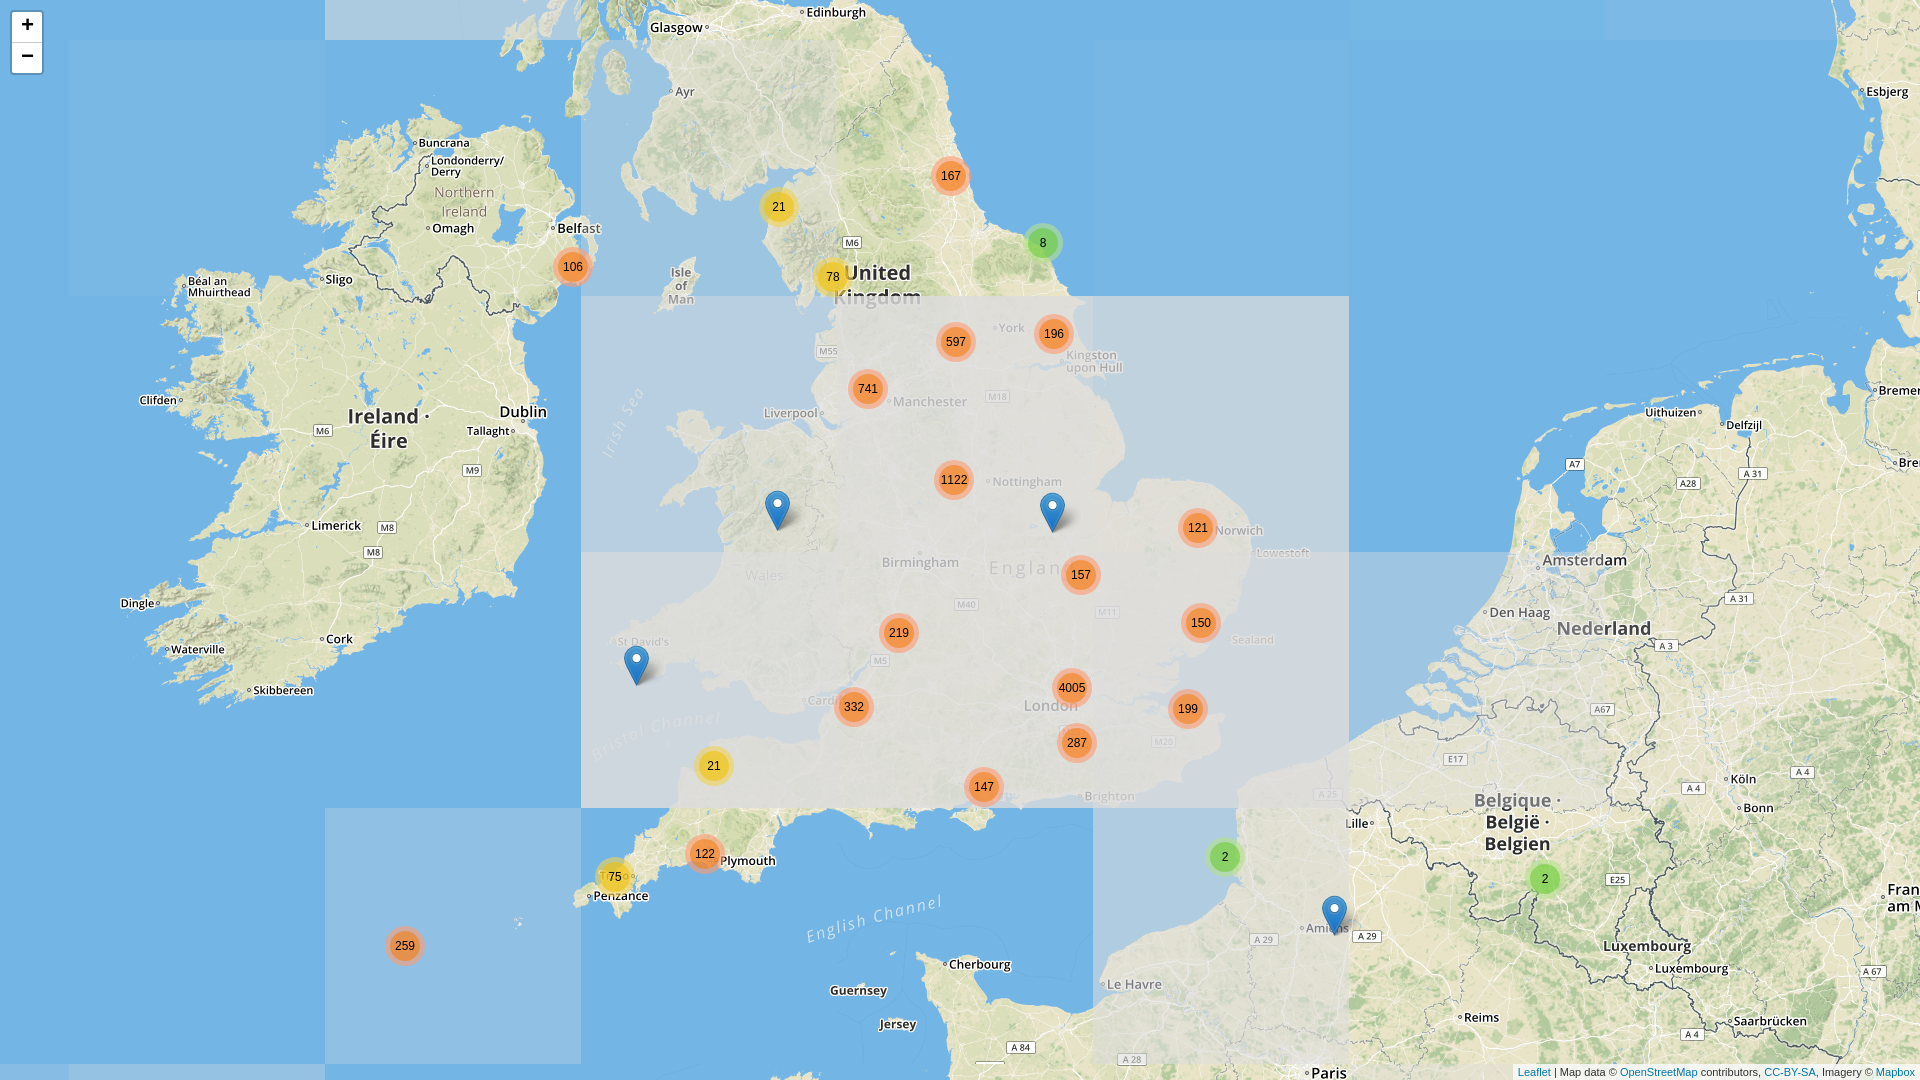 +
−
Edinburgh
Glasgow
Ayr
Esbjerg
Buncrana
Londonderry/
Derry
Northern
Ireland
Omagh
Belfast
167
21
M6
8
106
78
United
Kingdom
Isle
of
Man
Sligo
Béal an
Mhuirthead
York
196
597
M55
Kingston
upon Hull
741
Manchester
M18
Liverpool
Irish Sea
Clifden
Dublin
Ireland ·
Éire
M6
Tallaght
M9
Uithuizen
Delfzijl
Bremer
A7
A 31
A28
Bre
1122
Nottingham
Limerick
M8
M8
121
Norwich
Lowestoft
Amsterdam
Birmingham
Englan
Wales
157
A 31
M40
M11
Dingle
Den Haag
Nederland
150
219
Sealand
St David's
Cork
Waterville
M5
A 3
Skibbereen
4005
London
332
199
A67
Bristol Channel
287
M20
E17
21
147
Brighton
A 25
Köln
A 4
A 4
Bonn
Belgique ·
België ·
Belgien
Lille
122
Plymouth
2
75
Penzance
2
E25
English Channel
259
Amiens
A 29
A 29
Fran
am M
Luxembourg
Luxembourg
A 67
Cherbourg
Le Havre
Guernsey
Jersey
Reims
Saarbrücken
A 4
A 84
A 28
Paris
Leaflet | Map data © OpenStreetMap contributors, CC-BY-SA, Imagery © Mapbox